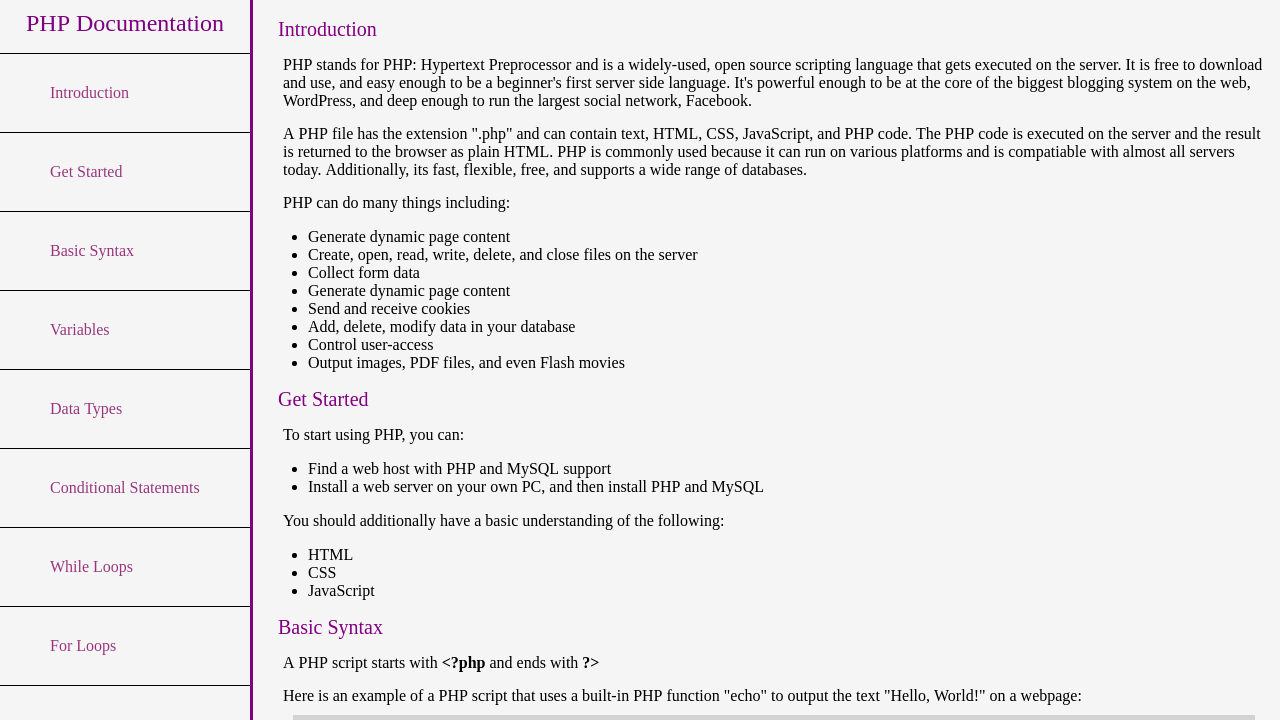 PHP Documentation
Introduction
Get Started
Basic Syntax
Variables
Data Types
Conditional Statements
While Loops
For Loops
Introduction
PHP stands for PHP: Hypertext Preprocessor and is a widely-used, open source scripting language that gets executed on the server. It is free to download
and use, and easy enough to be a beginner's first server side language. It's powerful enough to be at the core of the biggest blogging system on the web,
WordPress, and deep enough to run the largest social network, Facebook.
A PHP file has the extension ".php" and can contain text, HTML, CSS, JavaScript, and PHP code. The PHP code is executed on the server and the result
is returned to the browser as plain HTML. PHP is commonly used because it can run on various platforms and is compatiable with almost all servers
today. Additionally, its fast, flexible, free, and supports a wide range of databases.
PHP can do many things including:
Generate dynamic page content
Create, open, read, write, delete, and close files on the server
Collect form data
Generate dynamic page content
Send and receive cookies
Add, delete, modify data in your database
Control user-access
Output images, PDF files, and even Flash movies
Get Started
To start using PHP, you can:
Find a web host with PHP and MySQL support
Install a web server on your own PC, and then install PHP and MySQL
You should additionally have a basic understanding of the following:
HTML
CSS
JavaScript
Basic Syntax
A PHP script starts with <?php and ends with ?>
Here is an example of a PHP script that uses a built-in PHP function "echo" to output the text "Hello, World!" on a webpage: